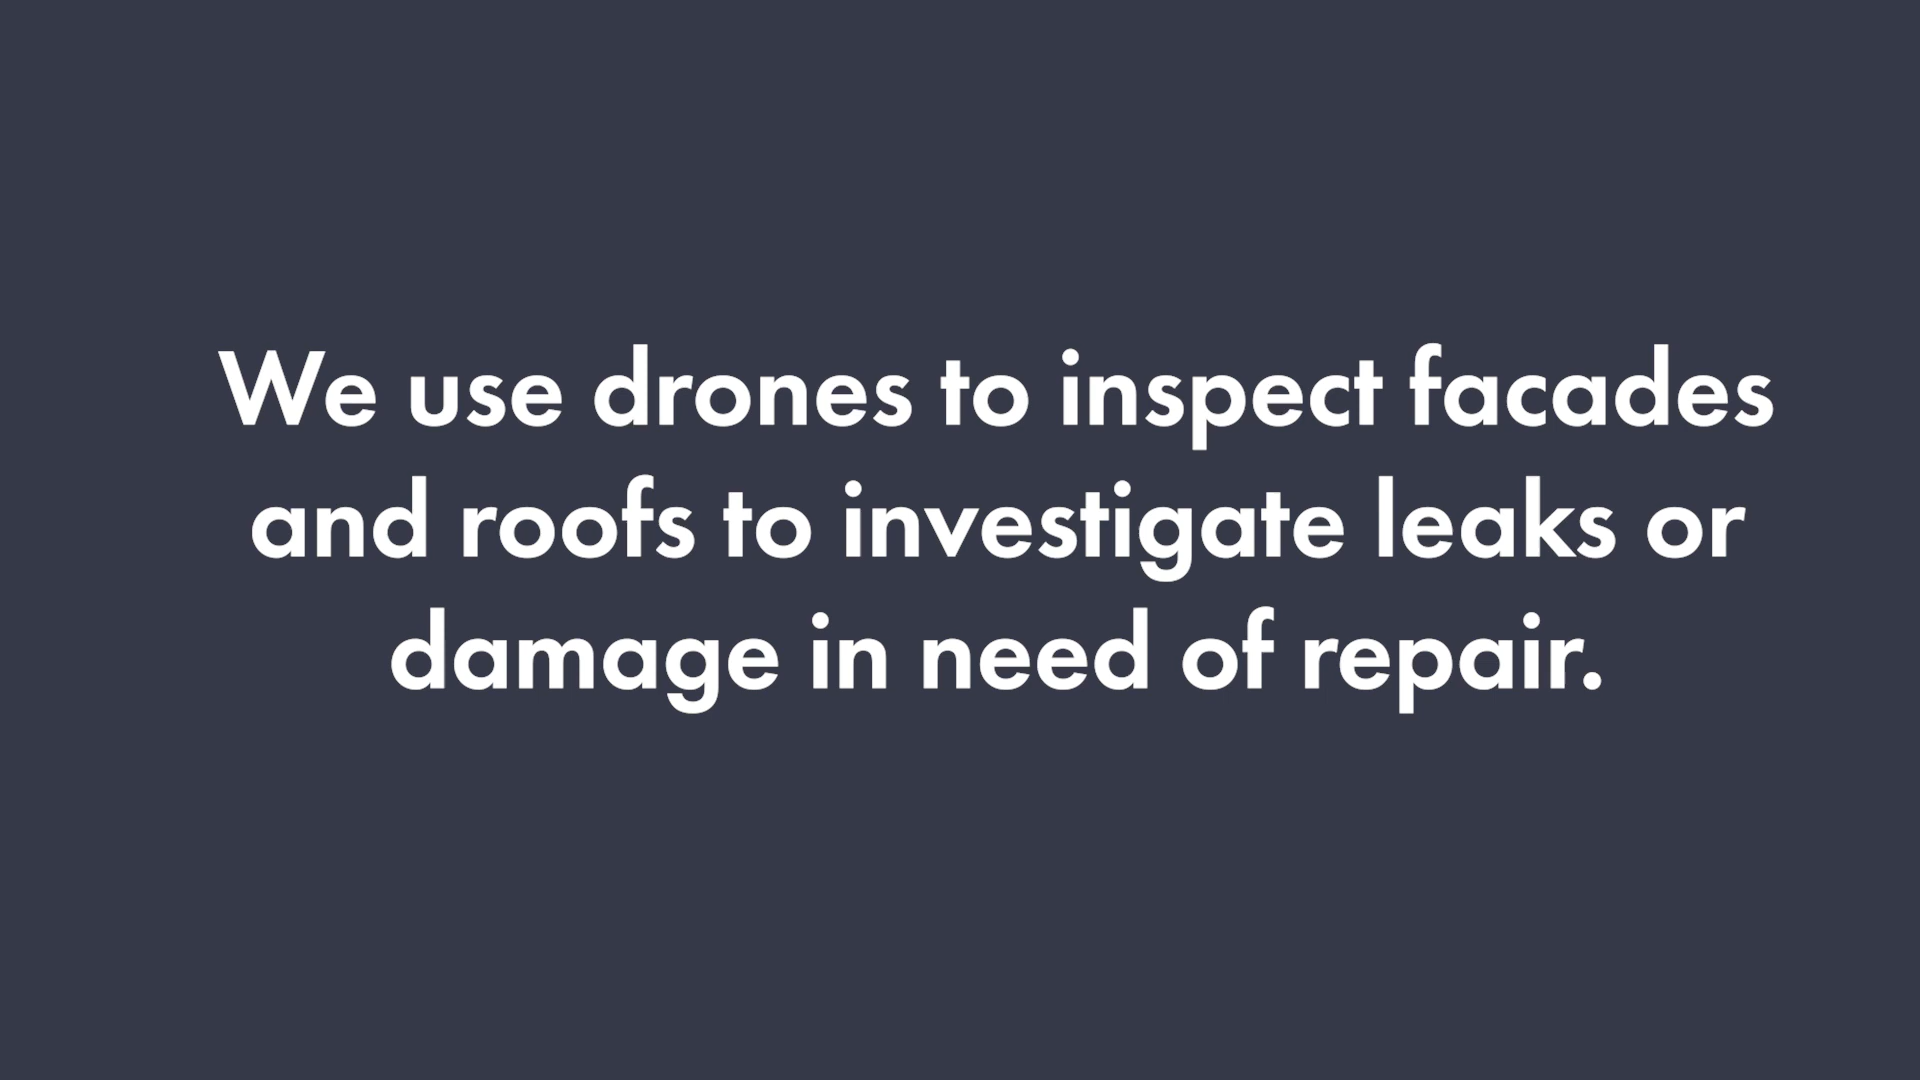 We use drones to inspect facades
and roofs to investigate leaks or
damage in need of repair.